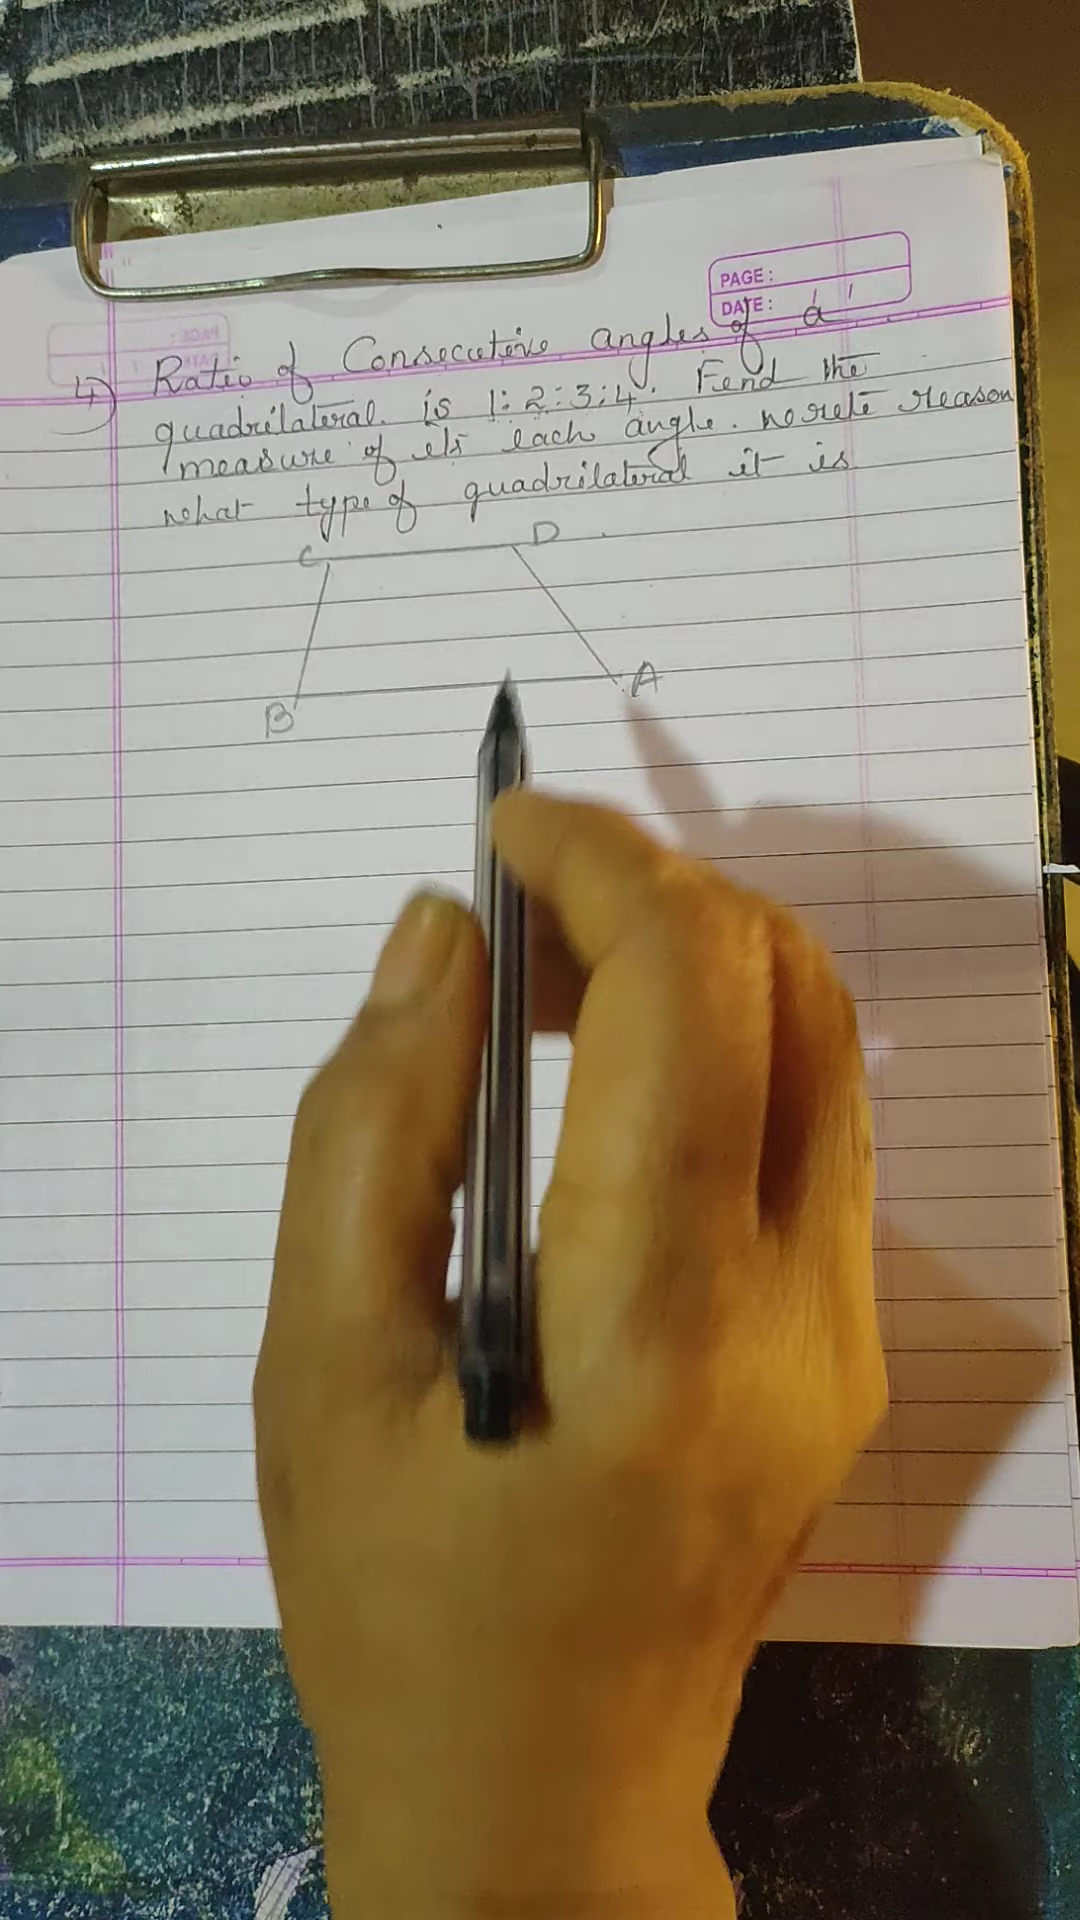 PAGE:
DATE:
4) Ratio of Consecutive angles of a
quadrilateral is 1:2:3:4. Find the
measure of its each angle. write reason
what type of quadrilateral it is
C D
B A